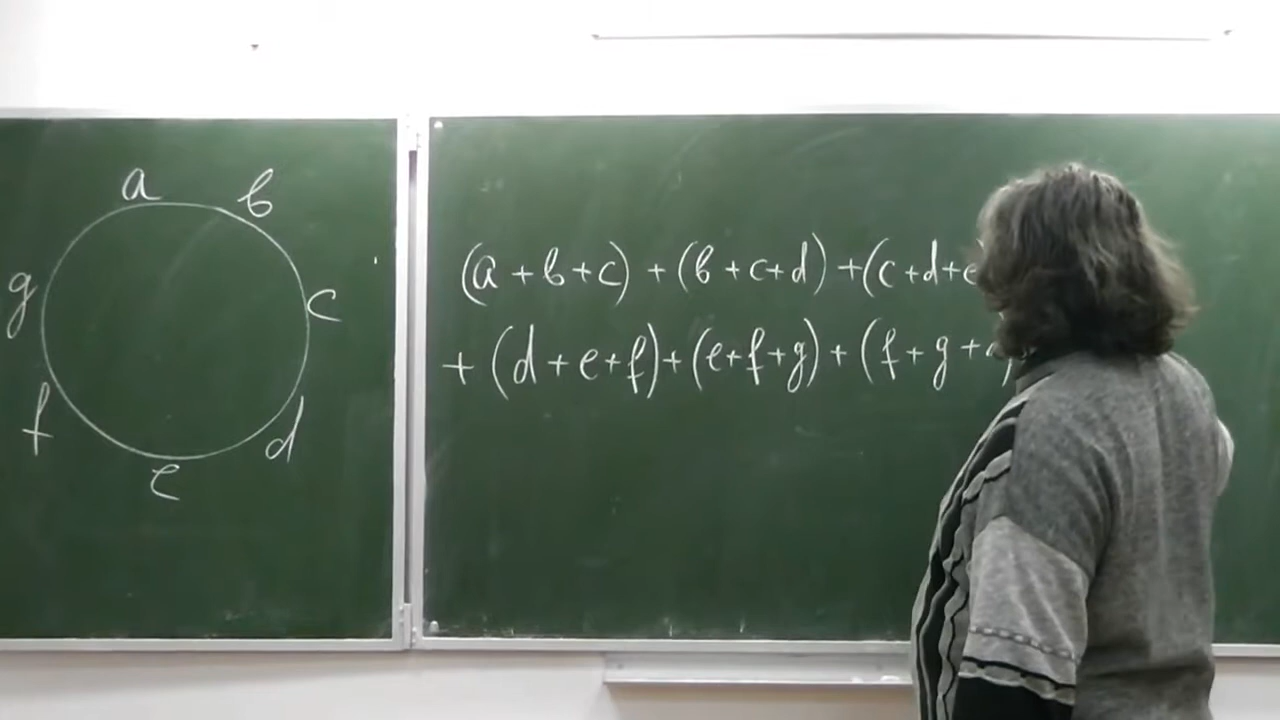 a
b
g
c
f
d
e
(a + b + c) + (b + c + d) + (c + d + e
+ (d + e + f) + (e + f + g) + (f + g +